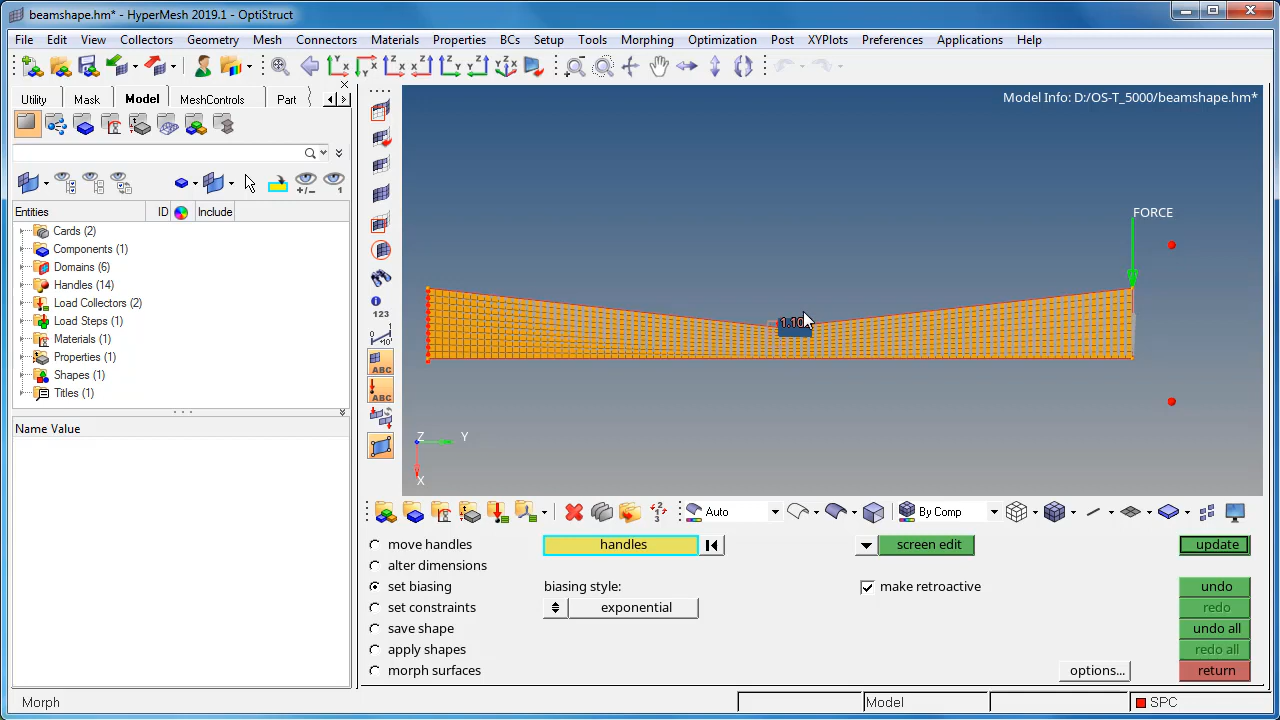 beamshape.hm* - HyperMesh 2019.1 - OptiStruct
File Edit View Collectors Geometry Mesh Connectors Materials Properties BCs Setup Tools Morphing Optimization Post XYPlots Preferences Applications Help
Utility Mask Model MeshControls Part
Entities ID Include
Cards (2)
Components (1)
Domains (6)
Handles (14)
Load Collectors (2)
Load Steps (1)
Materials (1)
Properties (1)
Shapes (1)
Titles (1)
Name Value
123
ABC
ABC
Model Info: D:/OS-T_5000/beamshape.hm*
FORCE
1.10
Z Y
X
Auto By Comp
move handles handles screen edit update
alter dimensions
set biasing biasing style: make retroactive undo
set constraints exponential redo
save shape undo all
apply shapes redo all
morph surfaces options... return
Morph Model SPC